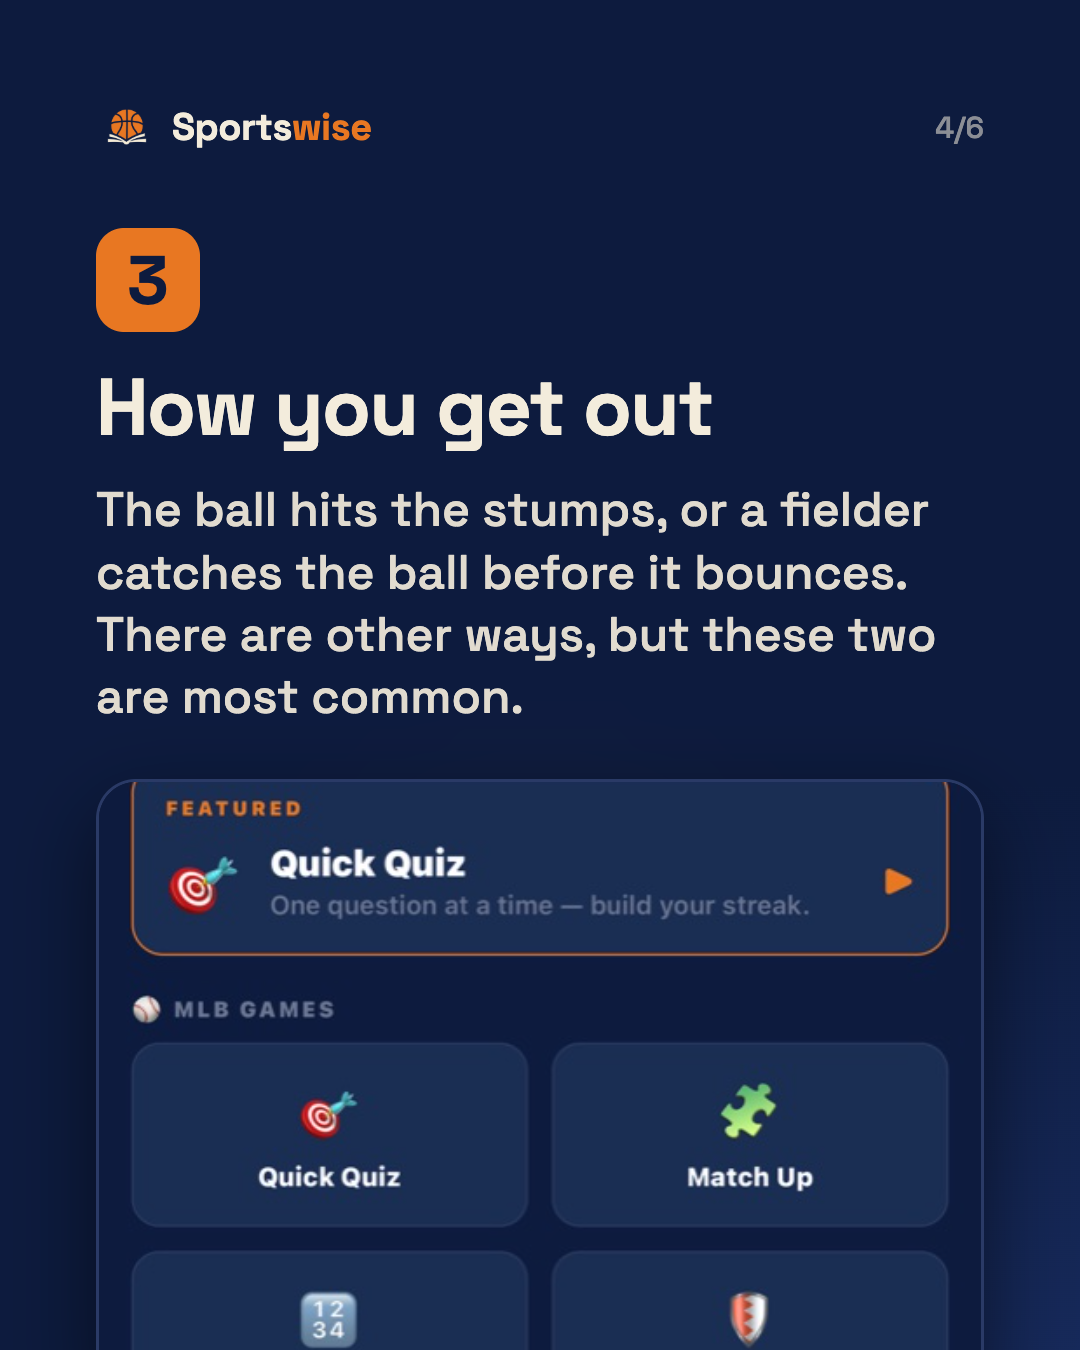 Sportswise
4/6
3
How you get out
The ball hits the stumps, or a fielder
catches the ball before it bounces.
There are other ways, but these two
are most common.
FEATURED
Quick Quiz
One question at a time — build your streak.
MLB GAMES
Quick Quiz
Match Up
12
34